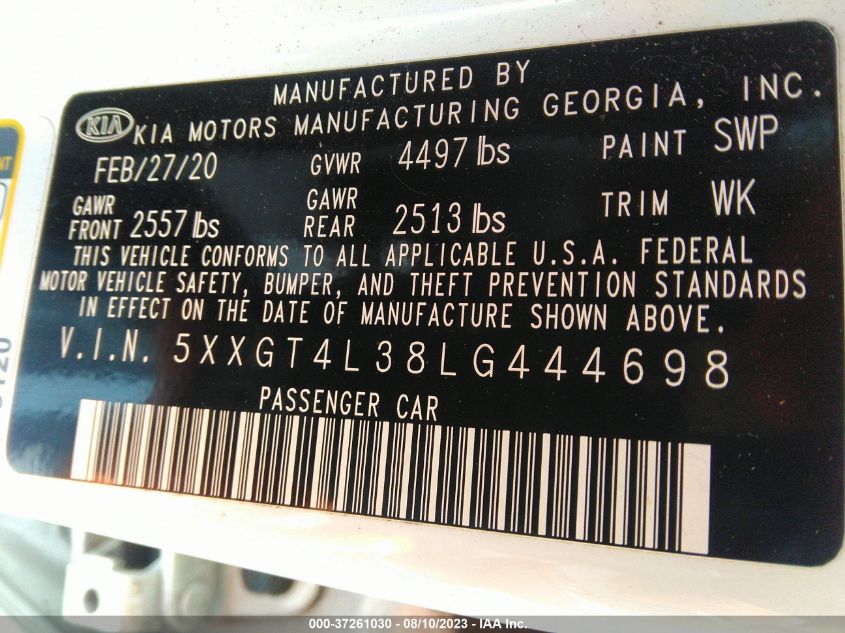 MANUFACTURED BY
KIA KIA MOTORS MANUFACTURING GEORGIA, INC.
FEB/27/20 GVWR 4497 lbs PAINT SWP
GAWR FRONT 2557 lbs GAWR REAR 2513 lbs TRIM WK
THIS VEHICLE CONFORMS TO ALL APPLICABLE U.S.A. FEDERAL
MOTOR VEHICLE SAFETY, BUMPER, AND THEFT PREVENTION STANDARDS
IN EFFECT ON THE DATE OF MANUFACTURE SHOWN ABOVE.
V.I.N. 5XXGT4L38LG444698
PASSENGER CAR
000-37261030 - 08/10/2023 - IAA Inc.